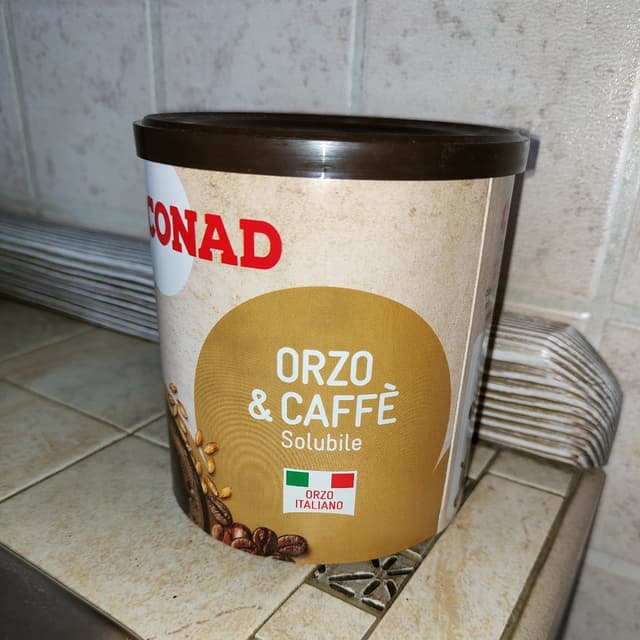 CONAD
ORZO
& CAFFÈ
Solubile
ORZO
ITALIANO